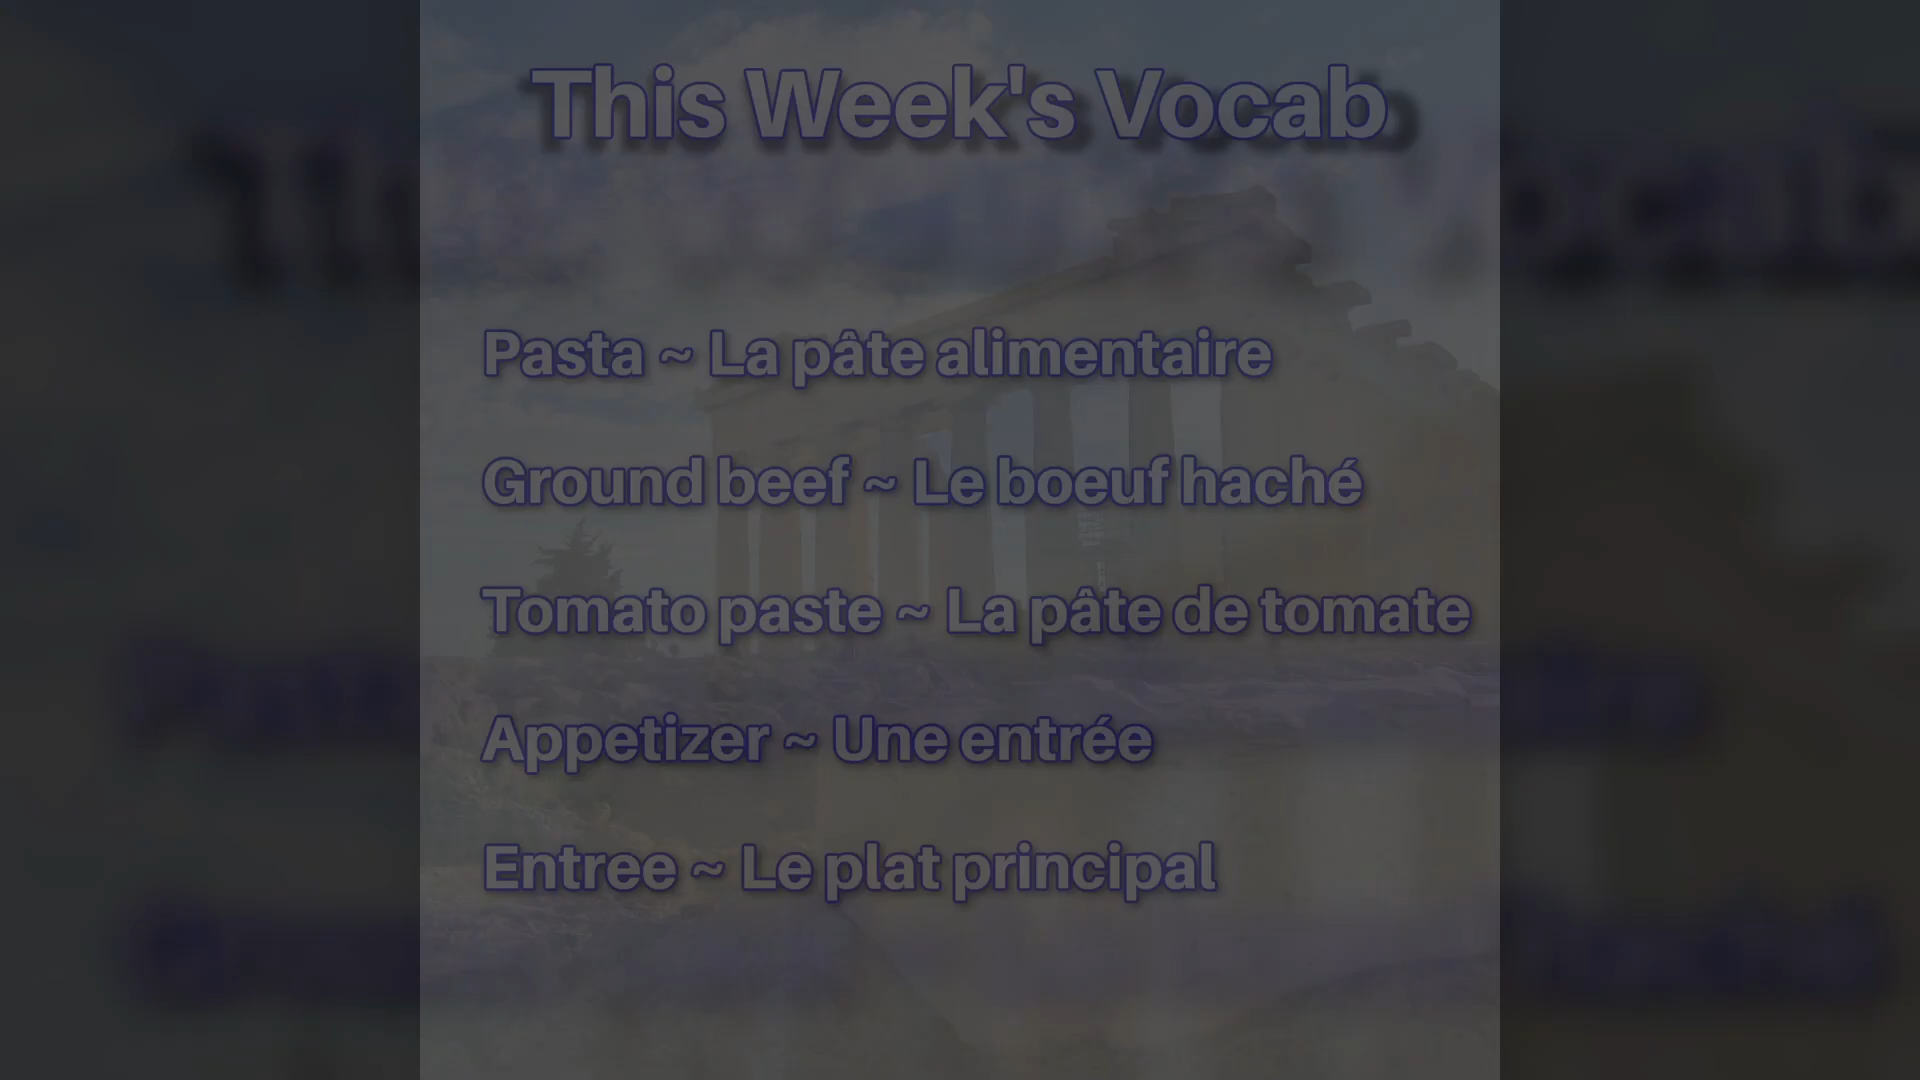 This Week's Vocab
Pasta ~ La pâte alimentaire
Ground beef ~ Le boeuf haché
Tomato paste ~ La pâte de tomate
Appetizer ~ Une entrée
Entree ~ Le plat principal